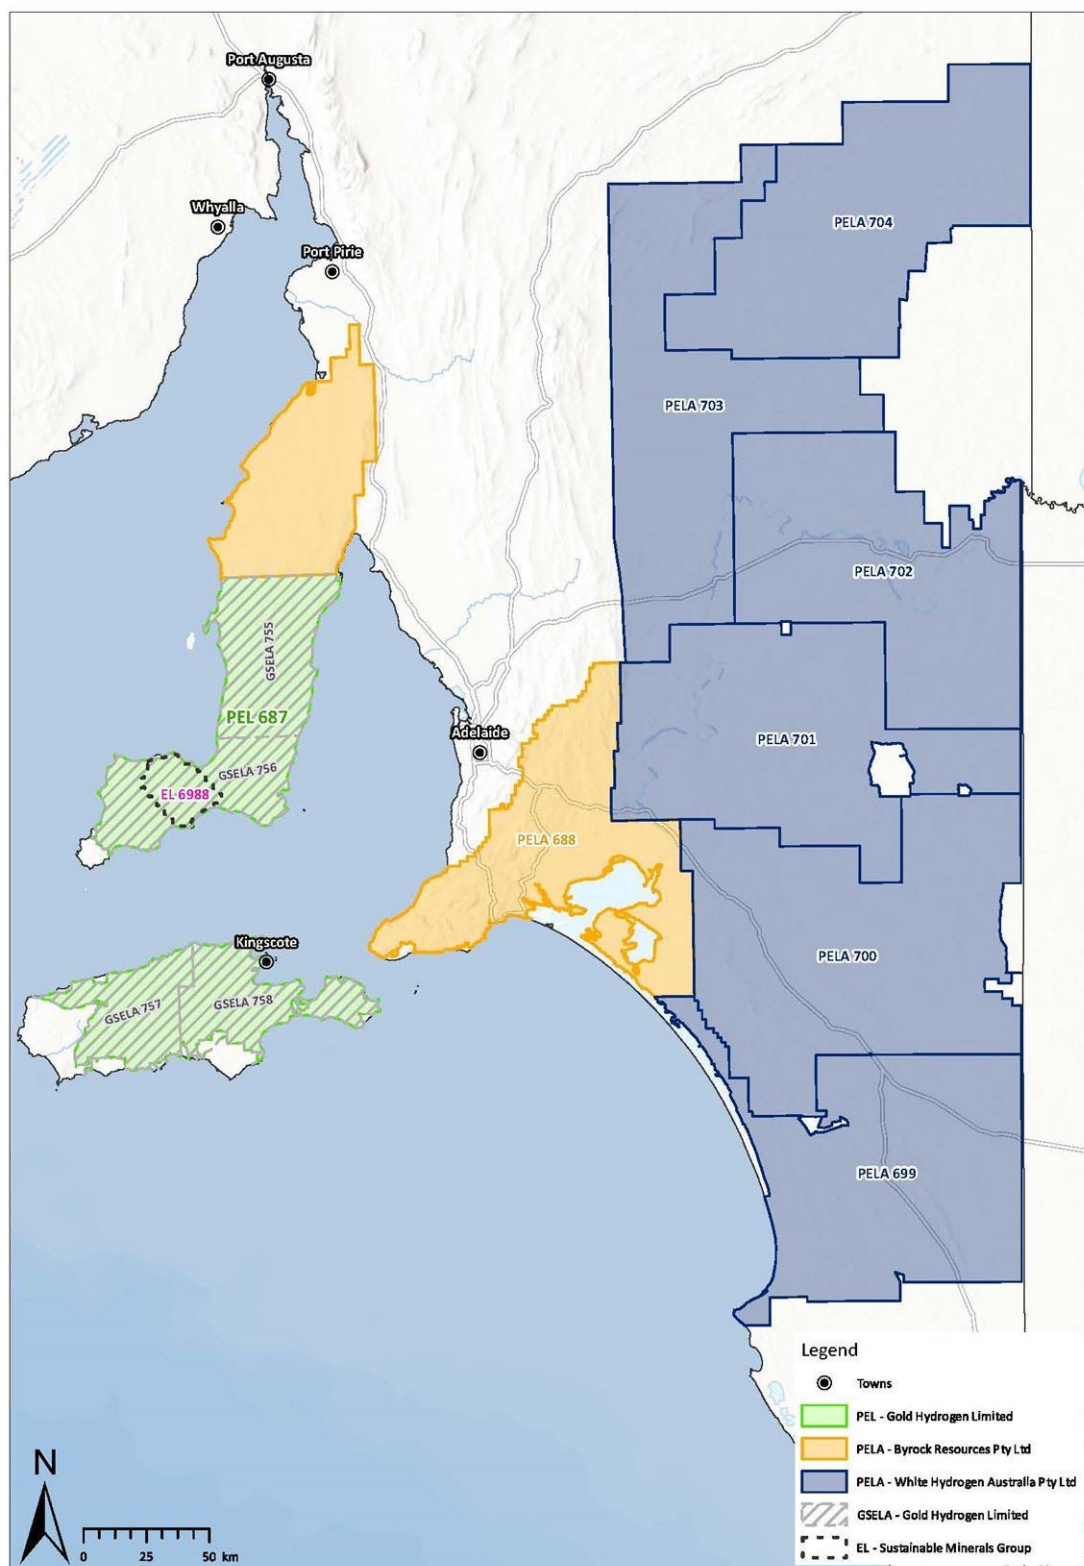 Port Augusta
Whyalla
Port Pirie
PELA 704
PELA 703
PELA 702
GSELA 755
PEL 687
GSELA 756
EL 6988
Adelaide
PELA 701
PELA 688
Kingscote
GSELA 757
GSELA 758
PELA 700
PELA 699
Legend
Towns
PEL - Gold Hydrogen Limited
PELA - Byrock Resources Pty Ltd
PELA - White Hydrogen Australia Pty Ltd
GSELA - Gold Hydrogen Limited
EL - Sustainable Minerals Group
N
0 25 50 km